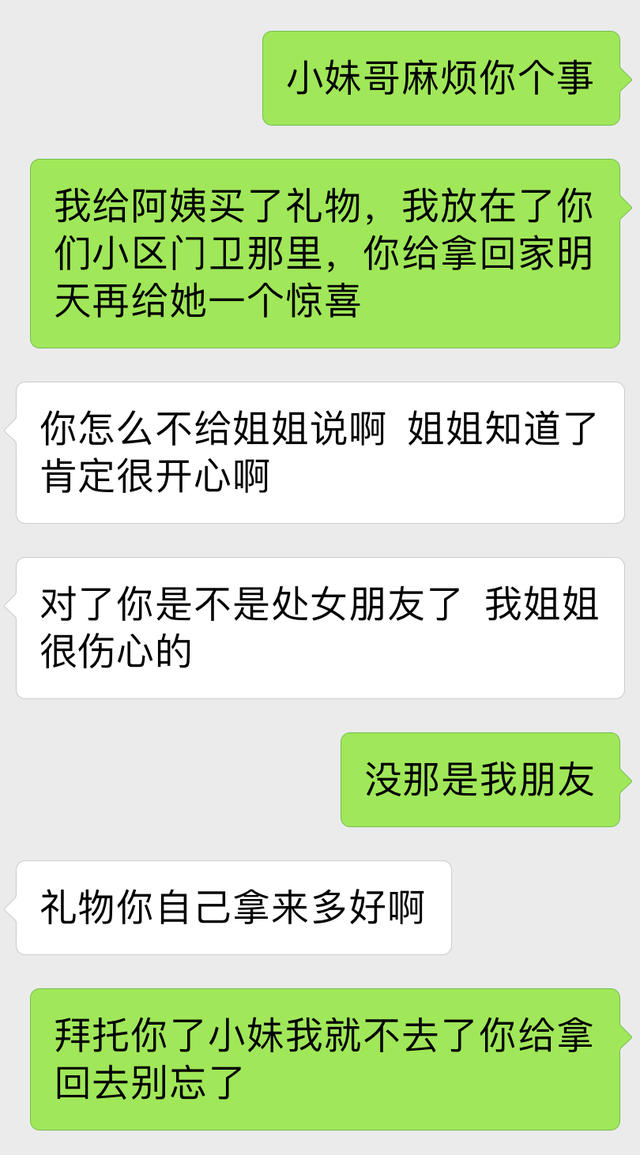 小妹哥麻烦你个事
我给阿姨买了礼物，我放在了你
们小区门卫那里，你给拿回家明
天再给她一个惊喜
你怎么不给姐姐说啊 姐姐知道了
肯定很开心啊
对了你是不是处女朋友了 我姐姐
很伤心的
没那是我朋友
礼物你自己拿来多好啊
拜托你了小妹我就不去了你给拿
回去别忘了